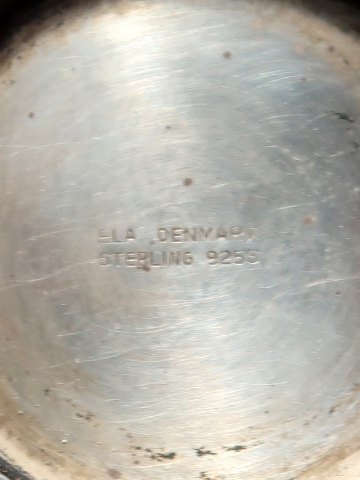 ELA DENMARK
STERLING 925S